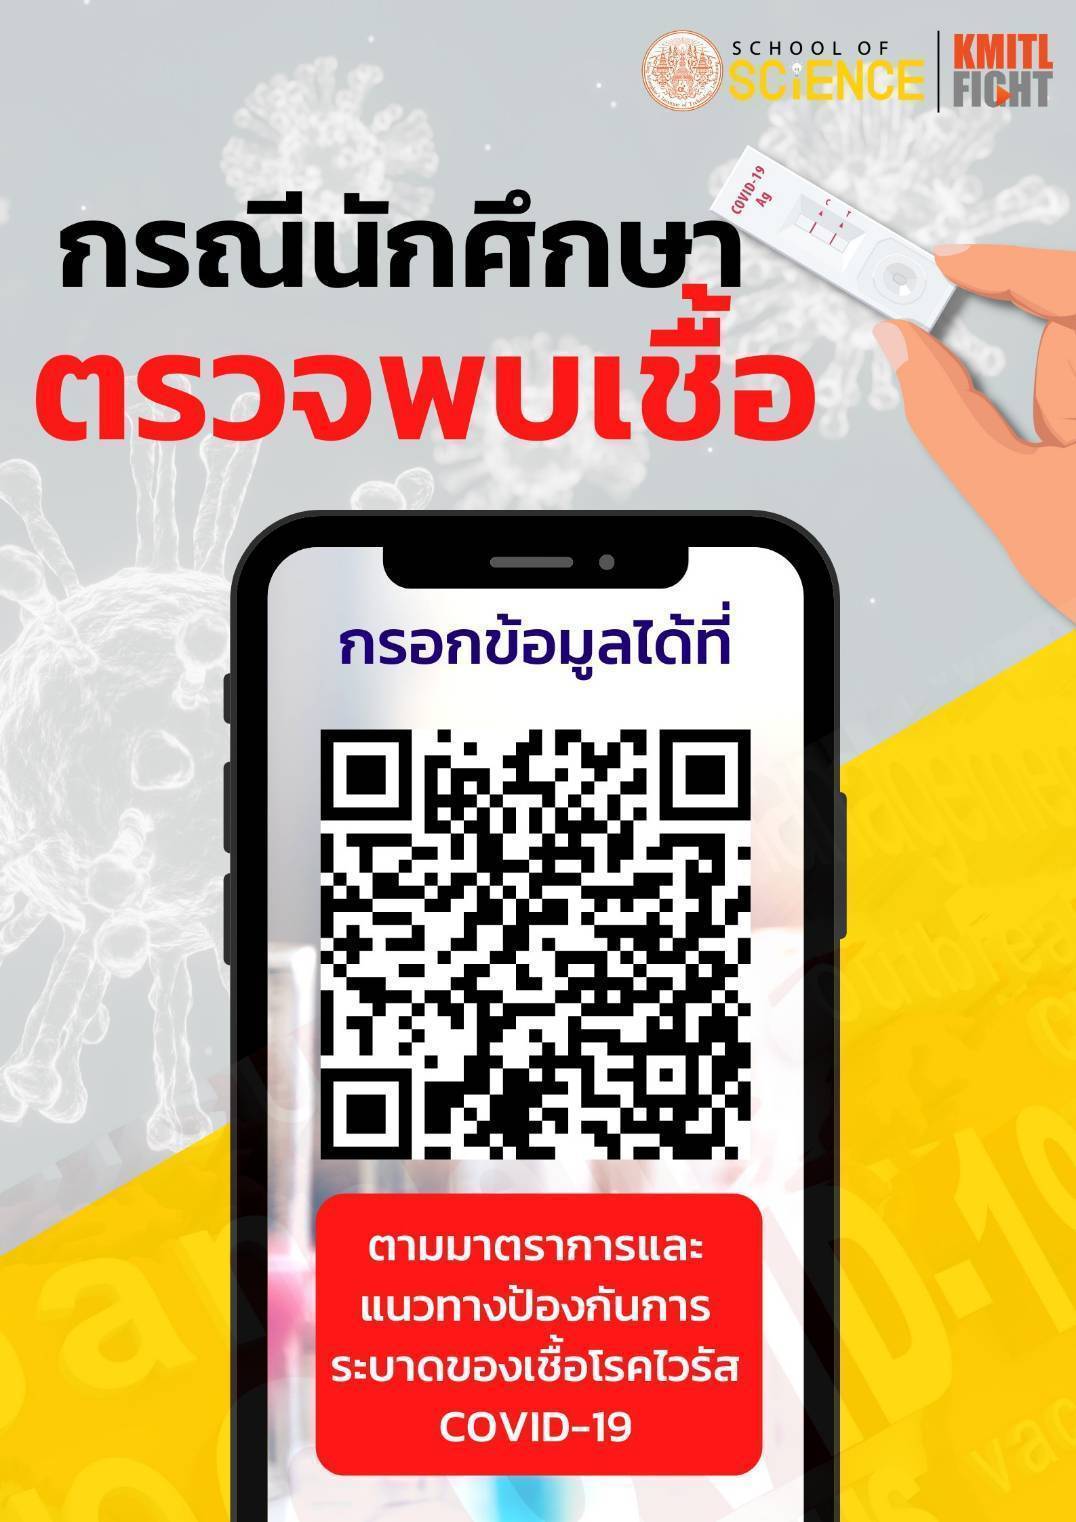 SCHOOL OF
SCiENCE
KMITL
FIGHT
COVID-19
Ag
C T
กรณีนักศึกษา
ตรวจพบเชื้อ
กรอกข้อมูลได้ที่
ตามมาตราการและ
แนวทางป้องกันการ
ระบาดของเชื้อโรคไวรัส
COVID-19